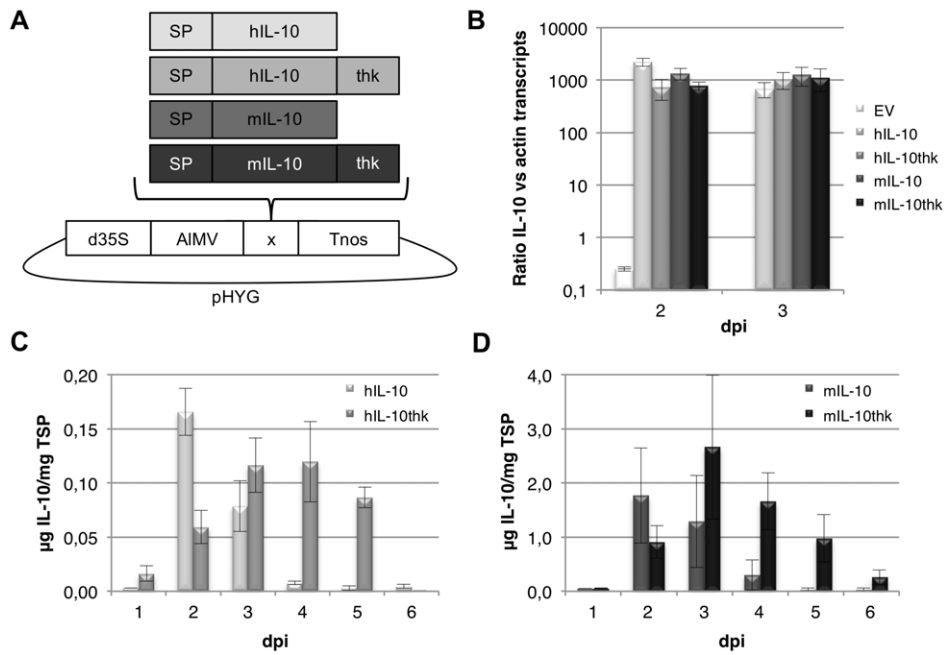 A
SP hIL-10
SP hIL-10 thk
SP mIL-10
SP mIL-10 thk
d35S AlMV x Tnos
pHYG
B
Ratio IL-10 vs actin transcripts
10000
1000
100
10
1
0,1
2 3
dpi
EV
hIL-10
hIL-10thk
mIL-10
mIL-10thk
C
µg IL-10/mg TSP
0,20
0,15
0,10
0,05
0,00
1 2 3 4 5 6
dpi
hIL-10
hIL-10thk
D
µg IL-10/mg TSP
4,0
3,0
2,0
1,0
0,0
1 2 3 4 5 6
dpi
mIL-10
mIL-10thk